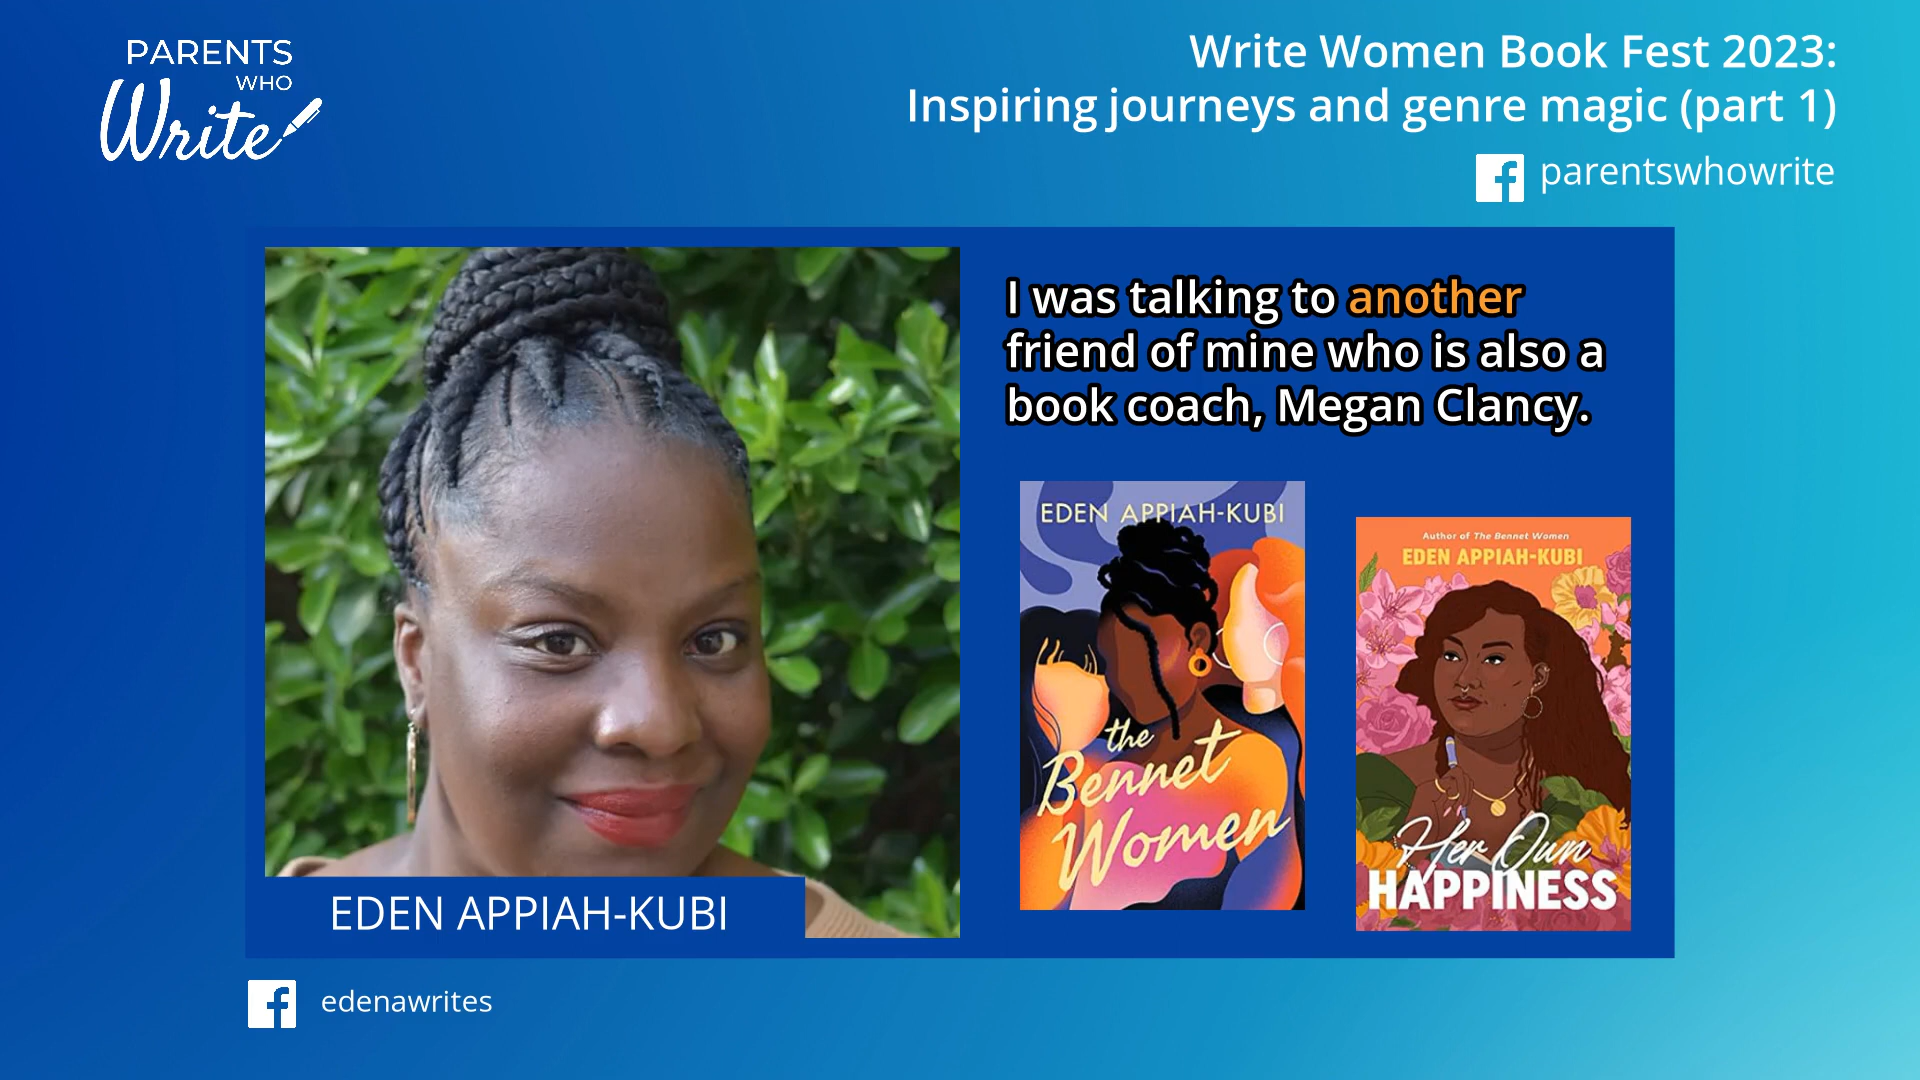 PARENTS
WHO
Write
Write Women Book Fest 2023:
Inspiring journeys and genre magic (part 1)
parentswhowrite
I was talking to another
friend of mine who is also a
book coach, Megan Clancy.
EDEN APPIAH-KUBI
the
Bennet
Women
Author of The Bennet Women
EDEN APPIAH-KUBI
Her Own
HAPPINESS
EDEN APPIAH-KUBI
edenawrites